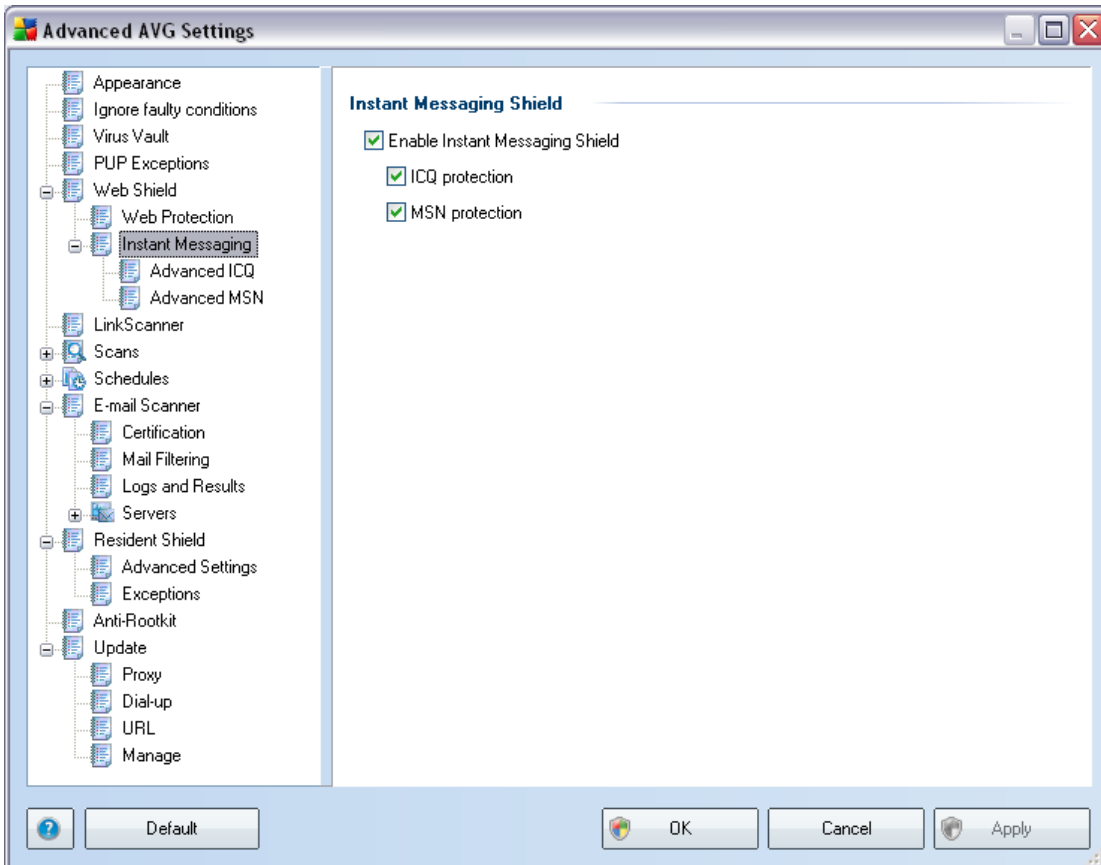 Advanced AVG Settings
Appearance
Ignore faulty conditions
Virus Vault
PUP Exceptions
Web Shield
Web Protection
Instant Messaging
Advanced ICQ
Advanced MSN
LinkScanner
Scans
Schedules
E-mail Scanner
Certification
Mail Filtering
Logs and Results
Servers
Resident Shield
Advanced Settings
Exceptions
Anti-Rootkit
Update
Proxy
Dial-up
URL
Manage
Instant Messaging Shield
Enable Instant Messaging Shield
ICQ protection
MSN protection
Default
OK
Cancel
Apply